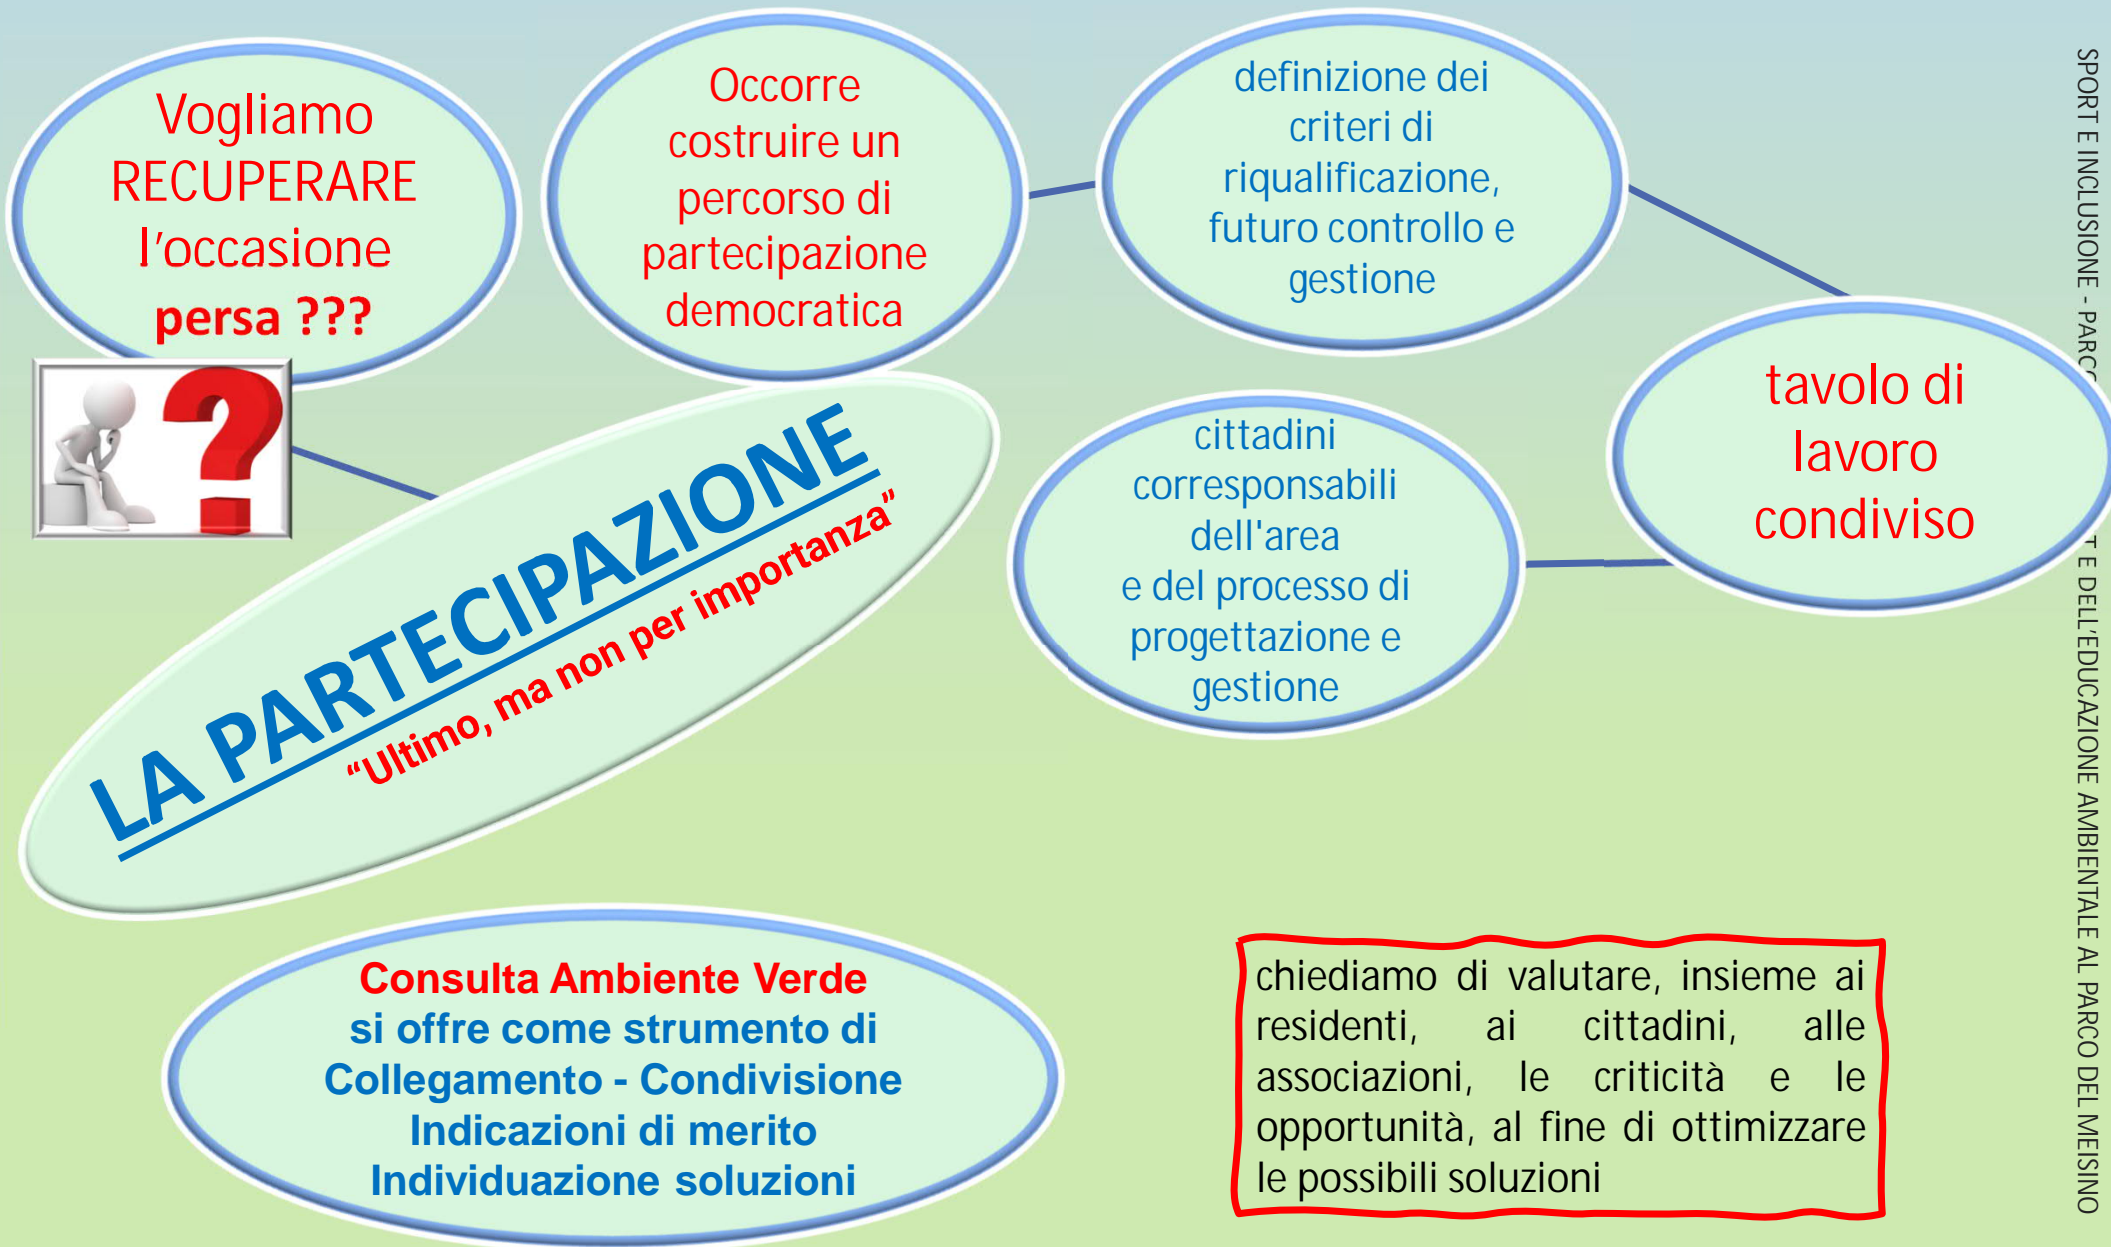 Vogliamo
RECUPERARE
l'occasione
persa ???
Occorre
costruire un
percorso di
partecipazione
democratica
definizione dei
criteri di
riqualificazione,
futuro controllo e
gestione
tavolo di
lavoro
condiviso
cittadini
corresponsabili
dell'area
e del processo di
progettazione e
gestione
LA PARTECIPAZIONE
“Ultimo, ma non per importanza”
Consulta Ambiente Verde
si offre come strumento di
Collegamento - Condivisione
Indicazioni di merito
Individuazione soluzioni
chiediamo di valutare, insieme ai
residenti, ai cittadini, alle
associazioni, le criticità e le
opportunità, al fine di ottimizzare
le possibili soluzioni
SPORT E INCLUSIONE - PARCO E DELL'EDUCAZIONE AMBIENTALE AL PARCO DEL MEISINO